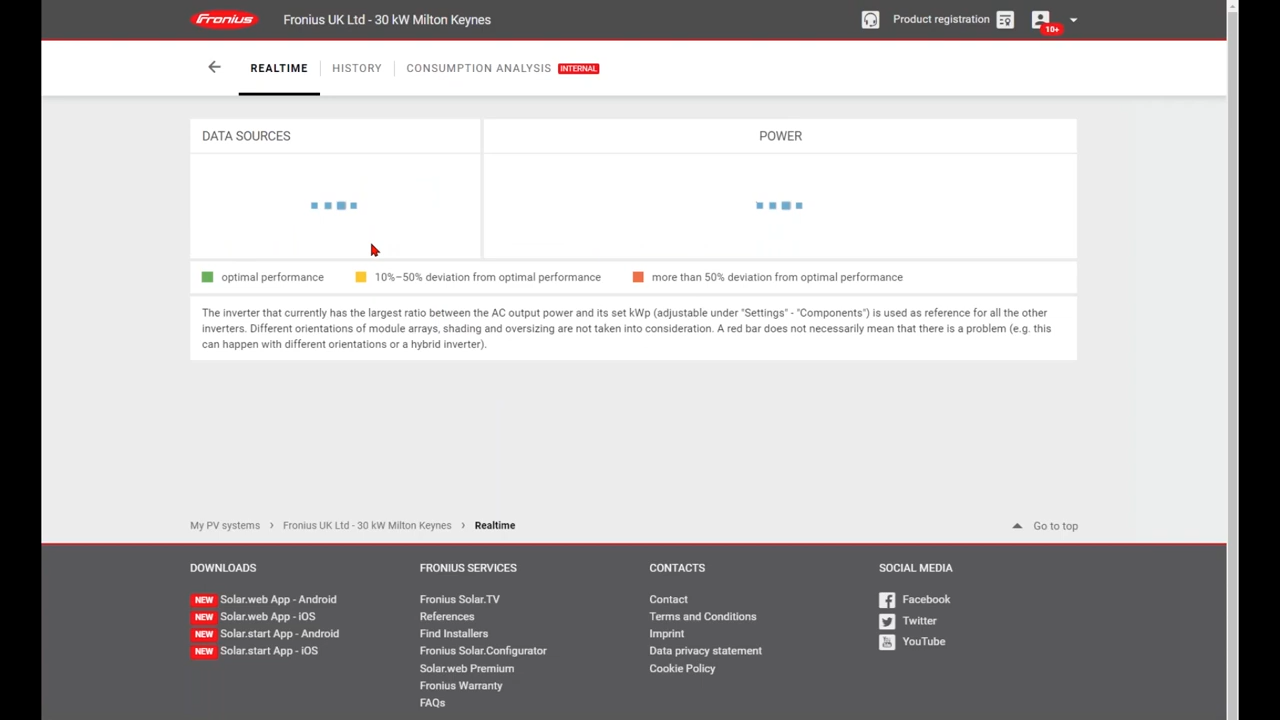 Fronius
Fronius UK Ltd - 30 kW Milton Keynes
Product registration
10+
REALTIME
HISTORY
CONSUMPTION ANALYSIS INTERNAL
DATA SOURCES
POWER
optimal performance
10%–50% deviation from optimal performance
more than 50% deviation from optimal performance
The inverter that currently has the largest ratio between the AC output power and its set kWp (adjustable under "Settings" - "Components") is used as reference for all the other
inverters. Different orientations of module arrays, shading and oversizing are not taken into consideration. A red bar does not necessarily mean that there is a problem (e.g. this
can happen with different orientations or a hybrid inverter).
My PV systems > Fronius UK Ltd - 30 kW Milton Keynes > Realtime
Go to top
DOWNLOADS
NEW Solar.web App - Android
NEW Solar.web App - iOS
NEW Solar.start App - Android
NEW Solar.start App - iOS
FRONIUS SERVICES
Fronius Solar.TV
References
Find Installers
Fronius Solar.Configurator
Solar.web Premium
Fronius Warranty
FAQs
CONTACTS
Contact
Terms and Conditions
Imprint
Data privacy statement
Cookie Policy
SOCIAL MEDIA
Facebook
Twitter
YouTube